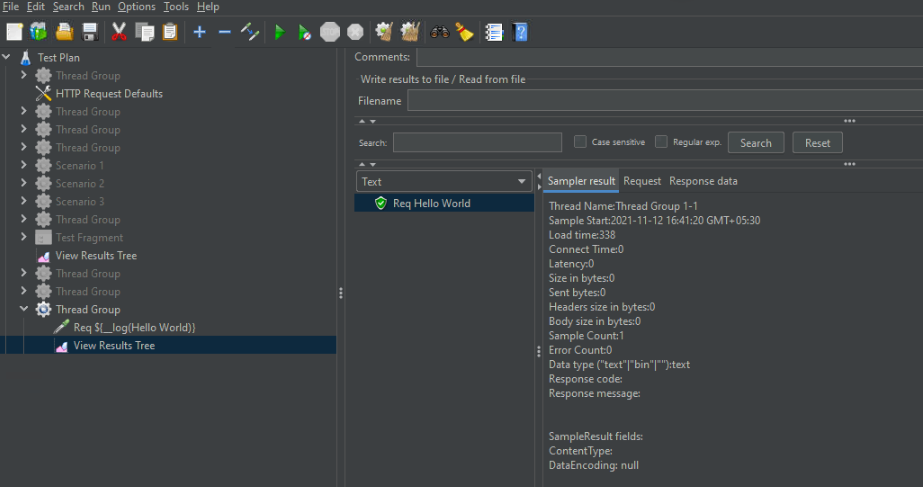 File Edit Search Run Options Tools Help
Test Plan
Thread Group
HTTP Request Defaults
Thread Group
Thread Group
Thread Group
Scenario 1
Scenario 2
Scenario 3
Thread Group
Test Fragment
View Results Tree
Thread Group
Thread Group
Thread Group
Req ${__log(Hello World)}
View Results Tree
Comments:
Write results to file / Read from file
Filename
Search: Case sensitive Regular exp. Search Reset
Text
Req Hello World
Sampler result Request Response data
Thread Name:Thread Group 1-1
Sample Start:2021-11-12 16:41:20 GMT+05:30
Load time:338
Connect Time:0
Latency:0
Size in bytes:0
Sent bytes:0
Headers size in bytes:0
Body size in bytes:0
Sample Count:1
Error Count:0
Data type ("text"|"bin"|""):text
Response code:
Response message:
SampleResult fields:
ContentType:
DataEncoding: null